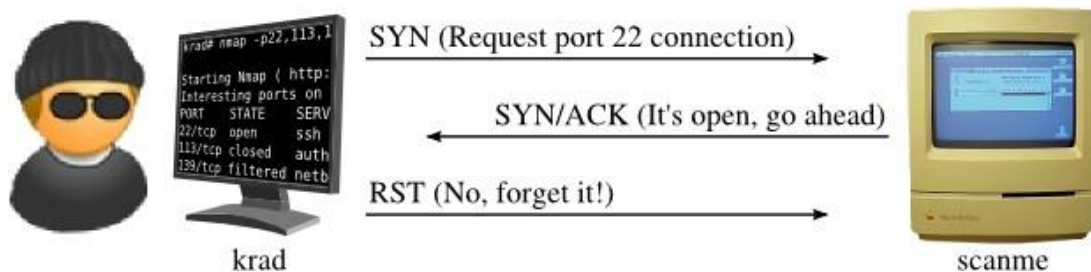 krad# nmap -p22,113,1
Starting Nmap ( http:
Interesting ports on
PORT STATE SERV
22/tcp open ssh
113/tcp closed auth
139/tcp filtered netb
SYN (Request port 22 connection)
SYN/ACK (It's open, go ahead)
RST (No, forget it!)
krad
scanme